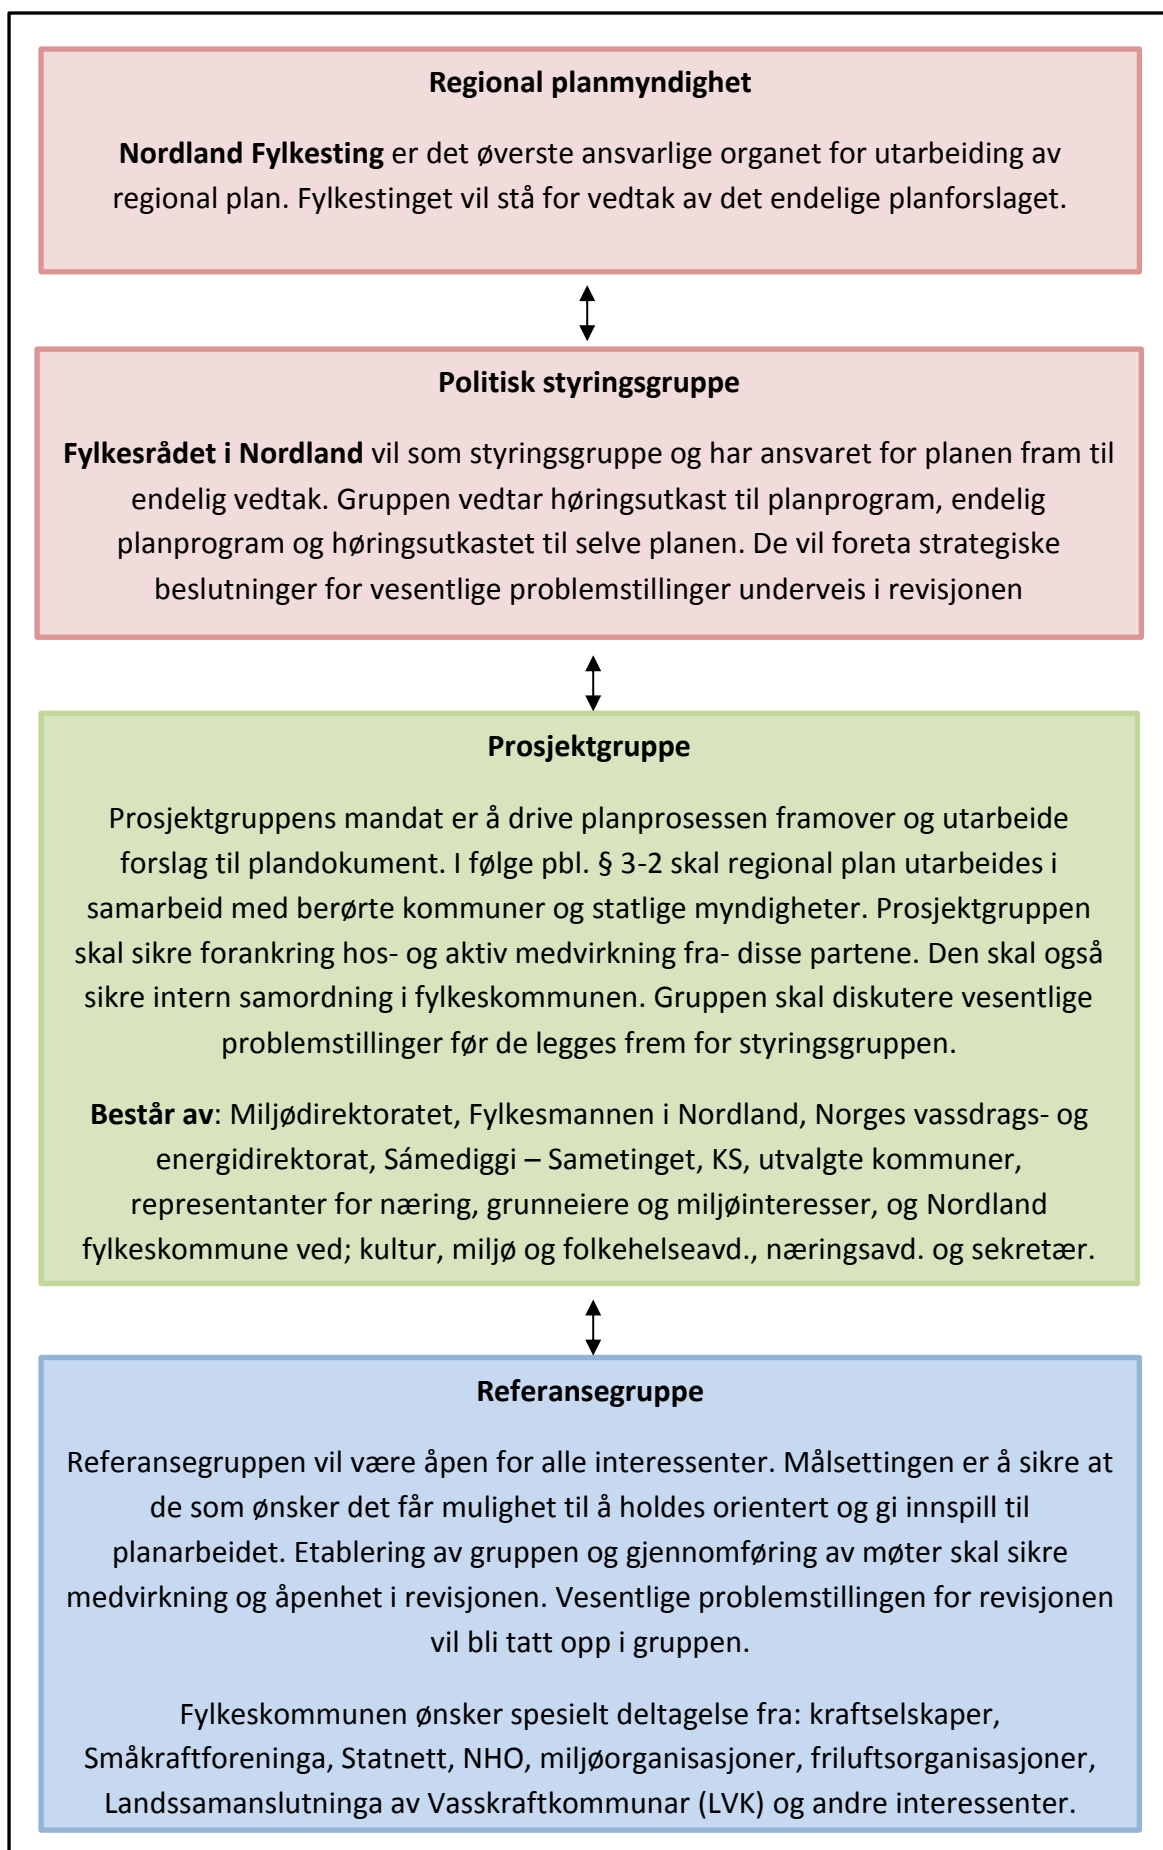 Regional planmyndighet
Nordland Fylkesting er det øverste ansvarlige organet for utarbeiding av
regional plan. Fylkestinget vil stå for vedtak av det endelige planforslaget.
Politisk styringsgruppe
Fylkesrådet i Nordland vil som styringsgruppe og har ansvaret for planen fram til
endelig vedtak. Gruppen vedtar høringsutkast til planprogram, endelig
planprogram og høringsutkastet til selve planen. De vil foreta strategiske
beslutninger for vesentlige problemstillinger underveis i revisjonen
Prosjektgruppe
Prosjektgruppens mandat er å drive planprosessen framover og utarbeide
forslag til plandokument. I følge pbl. § 3-2 skal regional plan utarbeides i
samarbeid med berørte kommuner og statlige myndigheter. Prosjektgruppen
skal sikre forankring hos- og aktiv medvirkning fra- disse partene. Den skal også
sikre intern samordning i fylkeskommunen. Gruppen skal diskutere vesentlige
problemstillinger før de legges frem for styringsgruppen.
Består av: Miljødirektoratet, Fylkesmannen i Nordland, Norges vassdrags- og
energidirektorat, Sámediggi – Sametinget, KS, utvalgte kommuner,
representanter for næring, grunneiere og miljøinteresser, og Nordland
fylkeskommune ved; kultur, miljø og folkehelseavd., næringsavd. og sekretær.
Referansegruppe
Referansegruppen vil være åpen for alle interessenter. Målsettingen er å sikre at
de som ønsker det får mulighet til å holdes orientert og gi innspill til
planarbeidet. Etablering av gruppen og gjennomføring av møter skal sikre
medvirkning og åpenhet i revisjonen. Vesentlige problemstillingen for revisjonen
vil bli tatt opp i gruppen.
Fylkeskommunen ønsker spesielt deltagelse fra: kraftselskaper,
Småkraftforeninga, Statnett, NHO, miljøorganisasjoner, friluftsorganisasjoner,
Landssamanslutninga av Vasskraftkommunar (LVK) og andre interessenter.